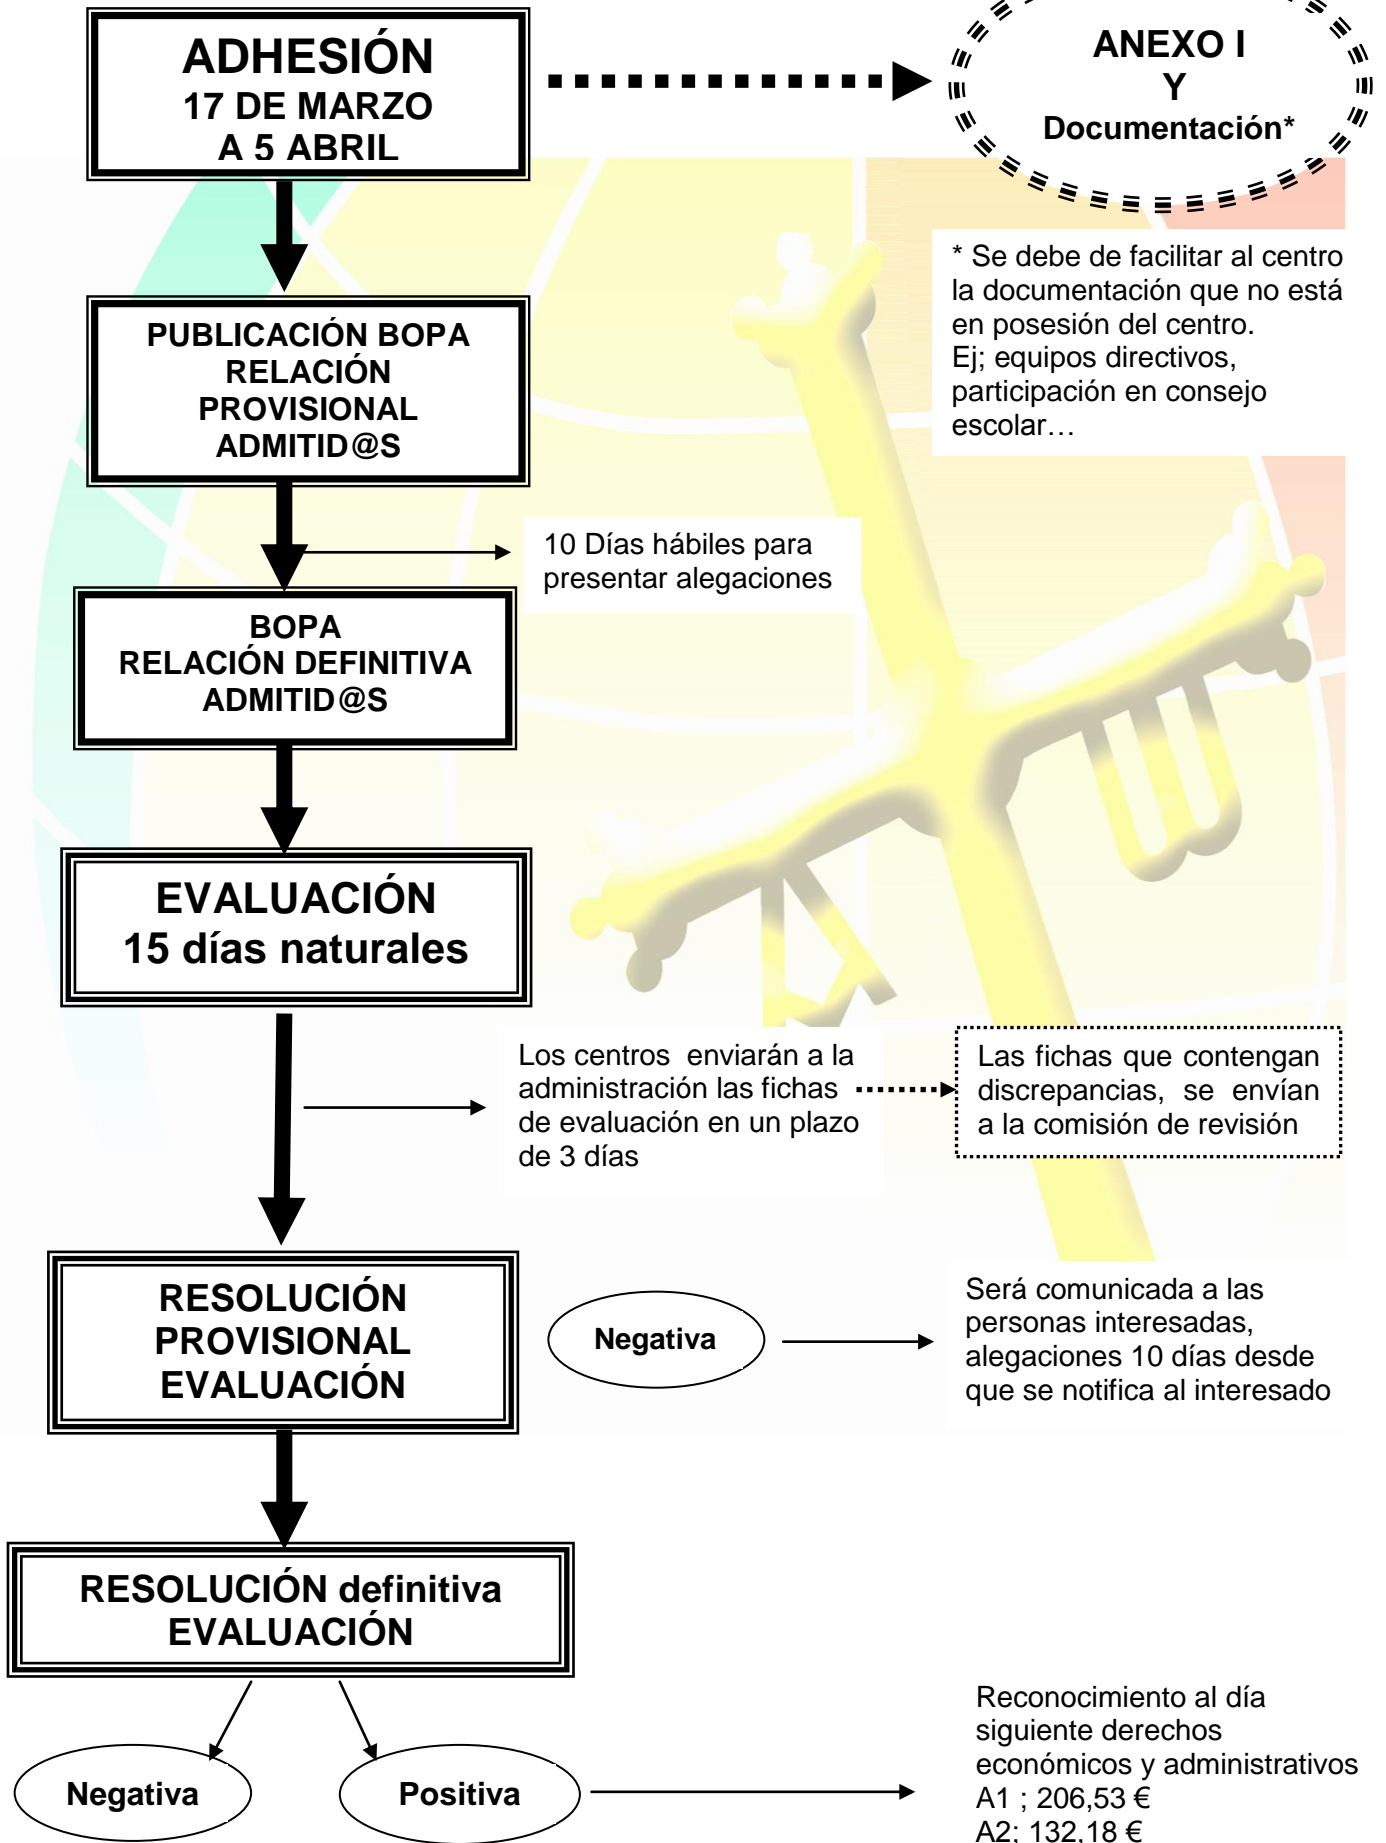 ADHESIÓN
17 DE MARZO
A 5 ABRIL
ANEXO I
Y
Documentación*
* Se debe de facilitar al centro
la documentación que no está
en posesión del centro.
Ej; equipos directivos,
participación en consejo
escolar…
PUBLICACIÓN BOPA
RELACIÓN
PROVISIONAL
ADMITID@S
10 Días hábiles para
presentar alegaciones
BOPA
RELACIÓN DEFINITIVA
ADMITID@S
EVALUACIÓN
15 días naturales
Los centros enviarán a la
administración las fichas
de evaluación en un plazo
de 3 días
Las fichas que contengan
discrepancias, se envían
a la comisión de revisión
RESOLUCIÓN
PROVISIONAL
EVALUACIÓN
Negativa
Será comunicada a las
personas interesadas,
alegaciones 10 días desde
que se notifica al interesado
RESOLUCIÓN definitiva
EVALUACIÓN
Negativa
Positiva
Reconocimiento al día
siguiente derechos
económicos y administrativos
A1 ; 206,53 €
A2; 132,18 €